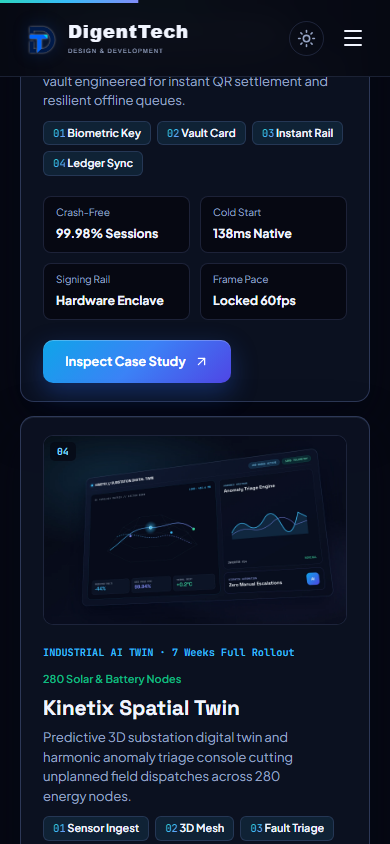 DigentTech
DESIGN & DEVELOPMENT
vault engineered for instant QR settlement and
resilient offline queues.
01 Biometric Key
02 Vault Card
03 Instant Rail
04 Ledger Sync
Crash-Free
99.98% Sessions
Cold Start
138ms Native
Signing Rail
Hardware Enclave
Frame Pace
Locked 60fps
Inspect Case Study
04
Anomaly Triage Engine
Zero Manual Escalations
INDUSTRIAL AI TWIN · 7 Weeks Full Rollout
280 Solar & Battery Nodes
Kinetix Spatial Twin
Predictive 3D substation digital twin and
harmonic anomaly triage console cutting
unplanned field dispatches across 280
energy nodes.
01 Sensor Ingest
02 3D Mesh
03 Fault Triage